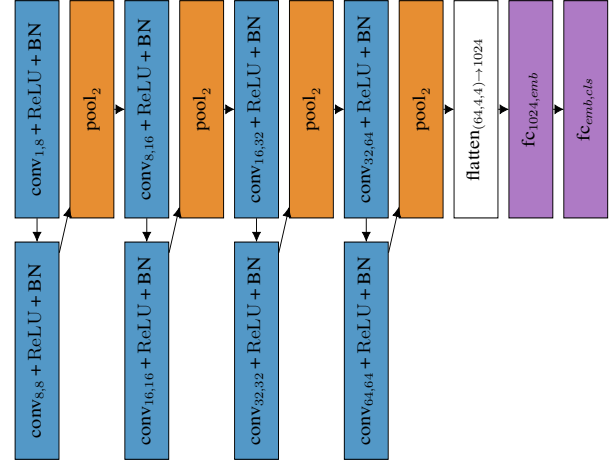 conv1,8 + ReLU + BN
conv8,8 + ReLU + BN
pool2
conv8,16 + ReLU + BN
conv16,16 + ReLU + BN
pool2
conv16,32 + ReLU + BN
conv32,32 + ReLU + BN
pool2
conv32,64 + ReLU + BN
conv64,64 + ReLU + BN
pool2
flatten(64,4,4)→1024
fc1024,emb
fcemb,cls